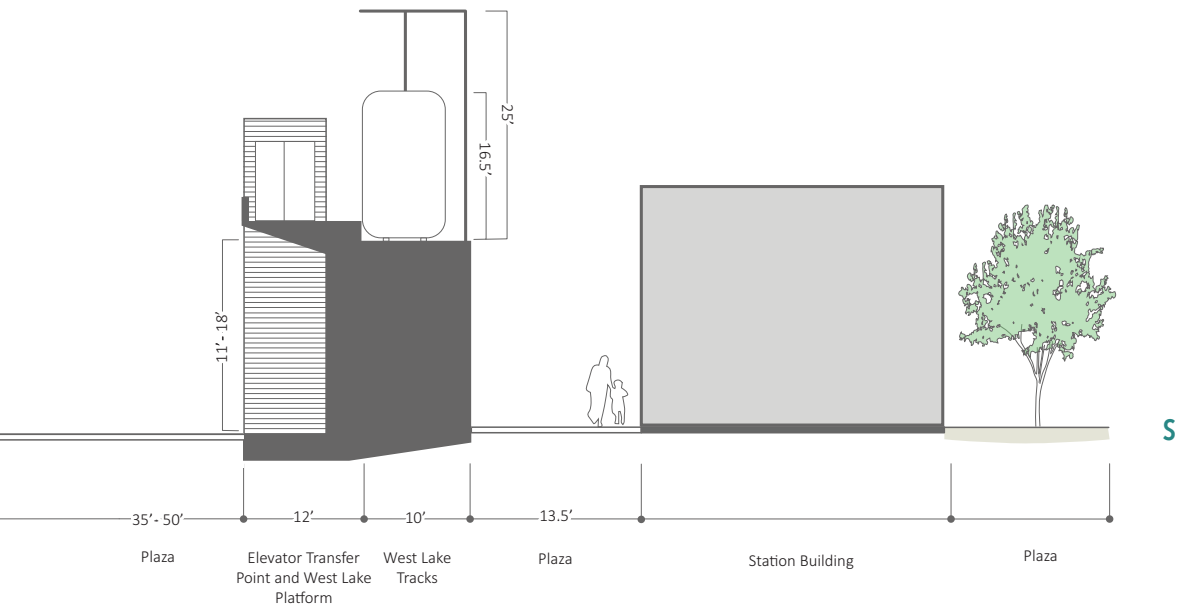 25’
16.5’
11’- 18’
S
35’- 50’
12’
10’
13.5’
Plaza
Elevator Transfer
Point and West Lake
Platform
West Lake
Tracks
Plaza
Station Building
Plaza